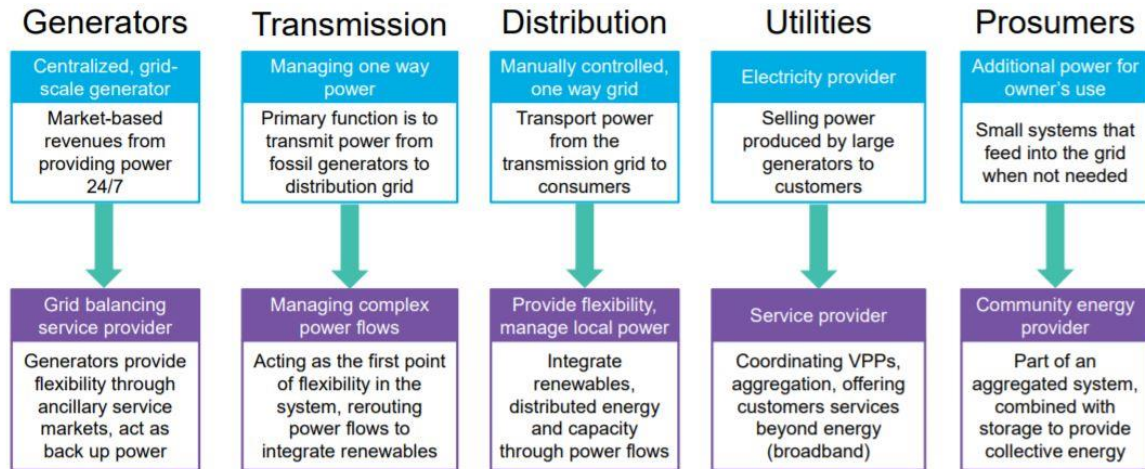 Generators
Centralized, grid-
scale generator
Market-based
revenues from
providing power
24/7
Grid balancing
service provider
Generators provide
flexibility through
ancillary service
markets, act as
back up power
Transmission
Managing one way
power
Primary function is to
transmit power from
fossil generators to
distribution grid
Managing complex
power flows
Acting as the first point
of flexibility in the
system, rerouting
power flows to
integrate renewables
Distribution
Manually controlled,
one way grid
Transport power
from the
transmission grid to
consumers
Provide flexibility,
manage local power
Integrate
renewables,
distributed energy
and capacity
through power flows
Utilities
Electricity provider
Selling power
produced by large
generators to
customers
Service provider
Coordinating VPPs,
aggregation, offering
customers services
beyond energy
(broadband)
Prosumers
Additional power for
owner's use
Small systems that
feed into the grid
when not needed
Community energy
provider
Part of an
aggregated system,
combined with
storage to provide
collective energy